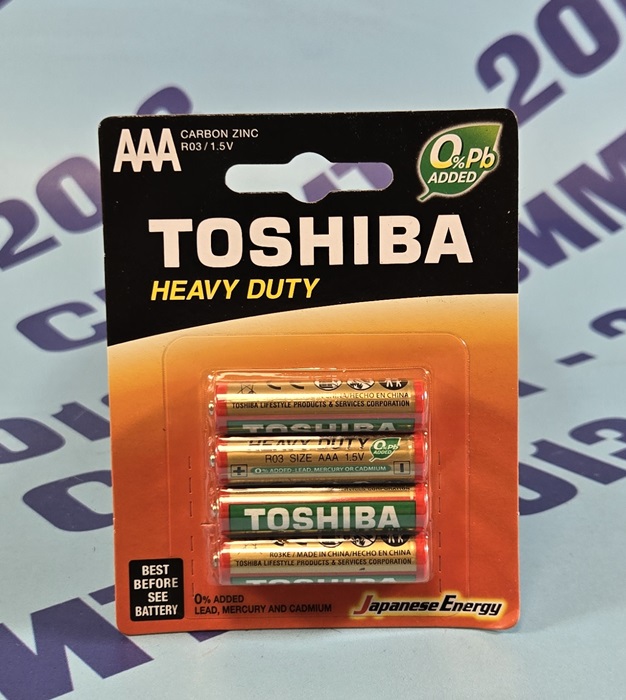 AAA
CARBON ZINC
R03 / 1.5V
0% Pb
ADDED
TOSHIBA
HEAVY DUTY
TOSHIBA LIFESTYLE PRODUCTS & SERVICES CORPORATION
TOSHIBA
HEAVY DUTY
0% Pb
ADDED
R03 SIZE AAA 1.5V
+ 0% ADDED - LEAD, MERCURY OR CADMIUM −
TOSHIBA
R03KE / MADE IN CHINA/HECHO EN CHINA
TOSHIBA LIFESTYLE PRODUCTS & SERVICES CORPORATION
TOSHIBA
BEST
BEFORE
SEE
BATTERY
0% ADDED
LEAD, MERCURY AND CADMIUM
Japanese Energy